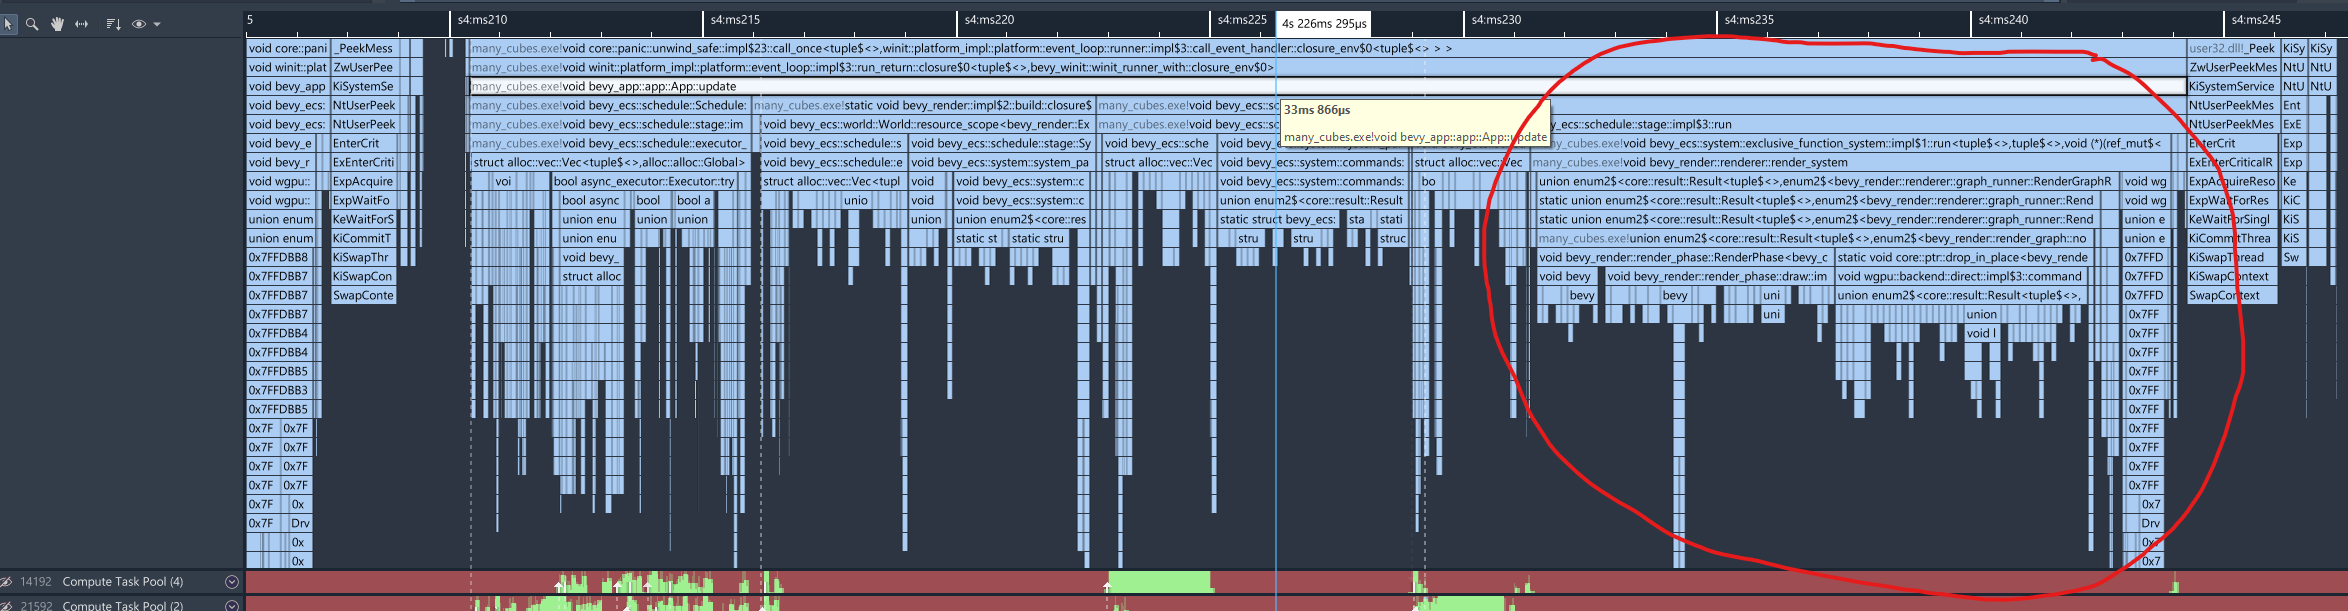 5 s4:ms210 s4:ms215 s4:ms220 s4:ms225 4s 226ms 295µs s4:ms230 s4:ms235 s4:ms240 s4:ms245
void core::pani _PeekMess many_cubes.exe!void core::panic::unwind_safe::impl$23::call_once<tuple$<>,winit::platform_impl::platform::event_loop::runner::impl$3::call_event_handler::closure_env$0<tuple$<> > > user32.dll!_Peek KiSy KiSy
void winit::plat ZwUserPee many_cubes.exe!void winit::platform_impl::platform::event_loop::impl$3::run_return::closure$0<tuple$<>,bevy_winit::winit_runner_with::closure_env$0> ZwUserPeekMes NtU NtU
void bevy_app KiSystemSe many_cubes.exe!void bevy_app::app::App::update KiSystemService NtU NtU
void bevy_ecs: NtUserPeek many_cubes.exe!void bevy_ecs::schedule::Schedule: many_cubes.exe!static void bevy_render::impl$2::build::closure$ many_cubes.exe!void bevy_ecs::sc NtUserPeekMes Ent
33ms 866µs
void bevy_ecs: NtUserPeek many_cubes.exe!void bevy_ecs::schedule::stage::im void bevy_ecs::world::World::resource_scope<bevy_render::Ex many_cubes.exe!void bevy_ecs::sc y_ecs::schedule::stage::impl$3::run NtUserPeekMes ExE
many_cubes.exe!void bevy_app::app::App::update
void bevy_e EnterCrit many_cubes.exe!void bevy_ecs::schedule::executor_ void bevy_ecs::schedule::s void bevy_ecs::schedule::stage::Sy void bevy_ecs::sche void bevy_ecs::system::exclusive_function_system::impl$1::run<tuple$<>,tuple$<>,void (*)(ref_mut$< EnterCrit Exp
void bevy_r ExEnterCriti struct alloc::vec::Vec<tuple$<>,alloc::alloc::Global> void bevy_ecs::schedule::e void bevy_ecs::system::system_pa struct alloc::vec::Vec void bevy_ecs::system::commands: struct alloc::vec::Vec many_cubes.exe!void bevy_render::renderer::render_system ExEnterCriticalR Exp
void wgpu:: ExpAcquire voi bool async_executor::Executor::try struct alloc::vec::Vec<tupl void void bevy_ecs::system::c void bevy_ecs::system::commands: bo union enum2$<core::result::Result<tuple$<>,enum2$<bevy_render::renderer::graph_runner::RenderGraphR void wg ExpAcquireReso Ke
void wgpu:: ExpWaitFo bool async bool bool a unio void void bevy_ecs::system::c union enum2$<core::result::Result static union enum2$<core::result::Result<tuple$<>,enum2$<bevy_render::renderer::graph_runner::Rend void wg ExpWaitForRes KiC
union enum KeWaitForS union enu union union union union enum2$<core::res static struct bevy_ecs: sta stati static union enum2$<core::result::Result<tuple$<>,enum2$<bevy_render::renderer::graph_runner::Rend union e KeWaitForSingl KiS
union enum KiCommitT union enu static st static stru stru stru struc many_cubes.exe!union enum2$<core::result::Result<tuple$<>,enum2$<bevy_render::render_graph::no union e KiCommitThrea KiS
0x7FFDBB8 KiSwapThr void bevy_ void bevy_render::render_phase::RenderPhase<bevy_c static void core::ptr::drop_in_place<bevy_rende 0x7FFD KiSwapThread Sw
0x7FFDBB7 KiSwapCon struct alloc void bevy void bevy_render::render_phase::draw::im void wgpu::backend::direct::impl$3::command 0x7FFD KiSwapContext
0x7FFDBB7 SwapConte bevy bevy uni union enum2$<core::result::Result<tuple$<>, 0x7FFD SwapContext
0x7FFDBB7 uni union 0x7FF
0x7FFDBB4 void l 0x7FF
0x7FFDBB4 0x7FF
0x7FFDBB5 0x7FF
0x7FFDBB3 0x7FF
0x7FFDBB5 0x7FF
0x7F 0x7F 0x7FF
0x7F 0x7F 0x7FF
0x7F 0x7F 0x7FF
0x7F 0x7F 0x7FF
0x7F 0x 0x7
0x7F Drv Drv
0x 0x7
0x 0x7
14192 Compute Task Pool (4)
21592 Compute Task Pool (2)